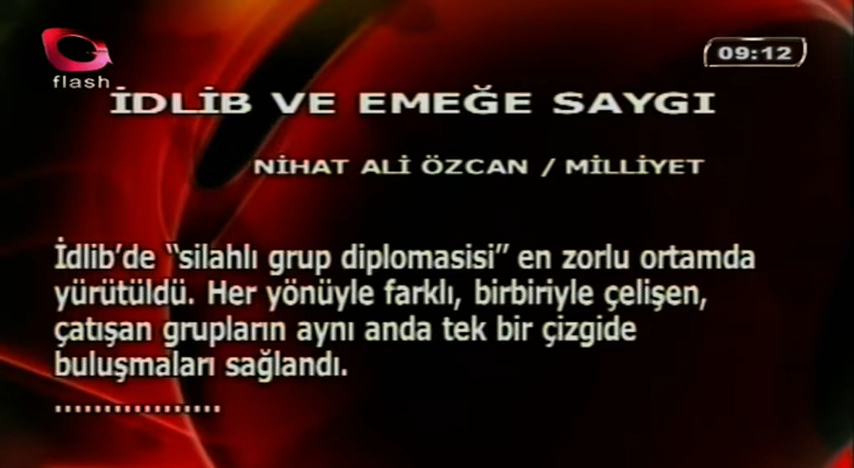 flash
09:12
İDLİB VE EMEĞE SAYGI
NİHAT ALİ ÖZCAN / MİLLİYET
İdlib’de “silahlı grup diplomasisi” en zorlu ortamda
yürütüldü. Her yönüyle farklı, birbiriyle çelişen,
çatışan grupların aynı anda tek bir çizgide
buluşmaları sağlandı.
.................